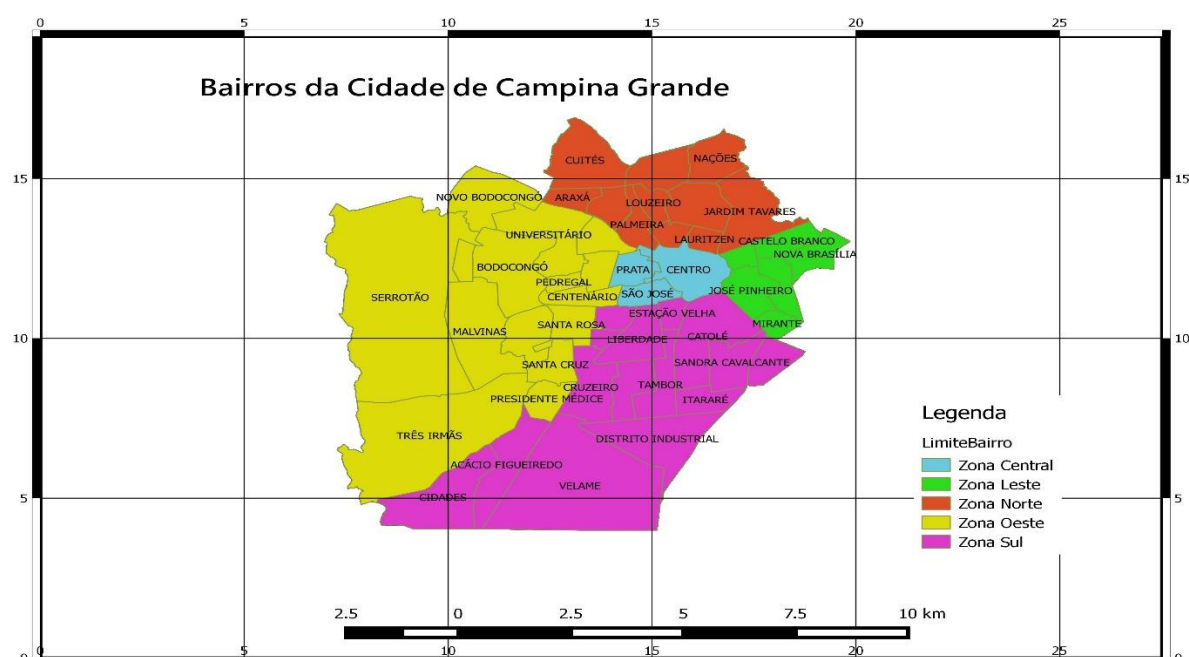 0 5 10 15 20 25
Bairros da Cidade de Campina Grande
CUITÉS
NAÇÕES
15 15
NOVO BODOCONGÓ
ARAXÁ
LOUZEIRO
JARDIM TAVARES
PALMEIRA
UNIVERSITÁRIO
LAURITZEN
CASTELO BRANCO
NOVA BRASÍLIA
BODOCONGÓ
PRATA
CENTRO
PEDREGAL
SERROTÃO
CENTENÁRIO
SÃO JOSÉ
JOSÉ PINHEIRO
ESTAÇÃO VELHA
MALVINAS
SANTA ROSA
MIRANTE
LIBERDADE
CATOLÉ
10 10
SANTA CRUZ
SANDRA CAVALCANTE
CRUZEIRO
TAMBOR
PRESIDENTE MÉDICE
ITARARÉ
TRÊS IRMÃS
DISTRITO INDUSTRIAL
ACÁCIO FIGUEIREDO
VELAME
CIDADES
5 5
Legenda
LimiteBairro
Zona Central
Zona Leste
Zona Norte
Zona Oeste
Zona Sul
2.5 0 2.5 5 7.5 10 km
0 0
0 5 10 15 20 25